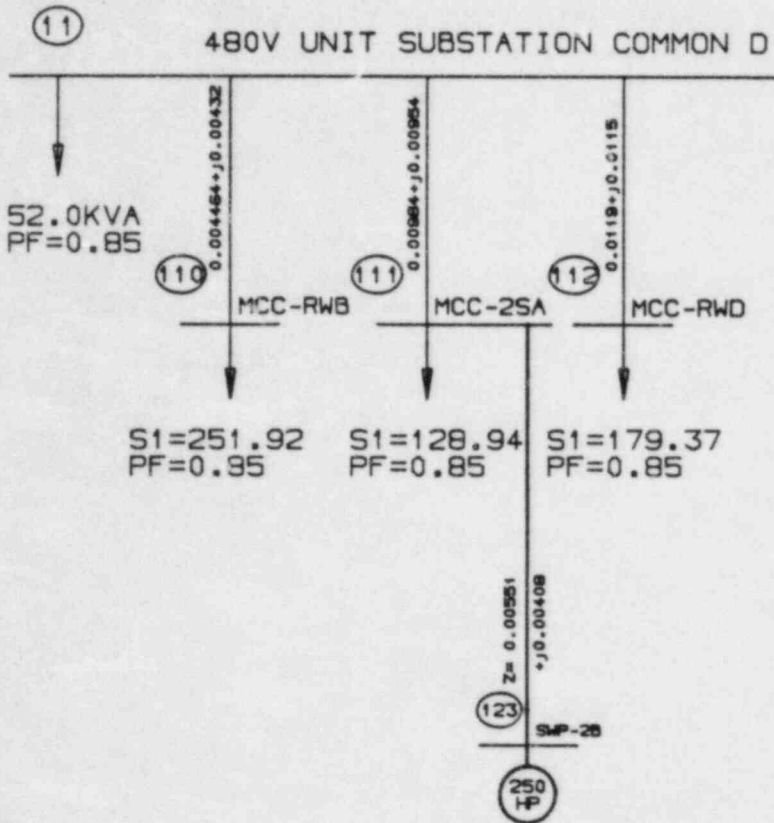 11
480V UNIT SUBSTATION COMMON D
0.004464+j0.00432
0.00984+j0.00954
0.0119+j0.0115
52.0KVA
PF=0.85
110
MCC-RWB
111
MCC-2SA
112
MCC-RWD
S1=251.92
PF=0.95
S1=128.94
PF=0.85
S1=179.37
PF=0.85
Z= 0.00551
+j0.00408
123
SWP-2B
250
HP